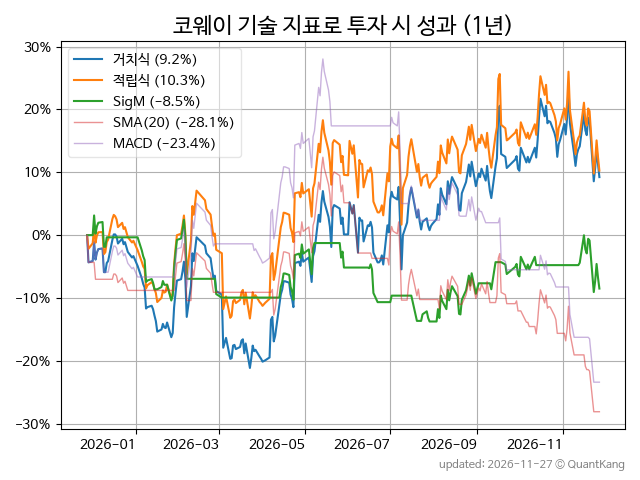 코웨이 기술 지표로 투자 시 성과 (1년)
거치식 (9.2%)
적립식 (10.3%)
SigM (−8.5%)
SMA(20) (−28.1%)
MACD (−23.4%)
30%
20%
10%
0%
−10%
−20%
−30%
2026-01 2026-03 2026-05 2026-07 2026-09 2026-11
updated: 2026-11-27 © QuantKang